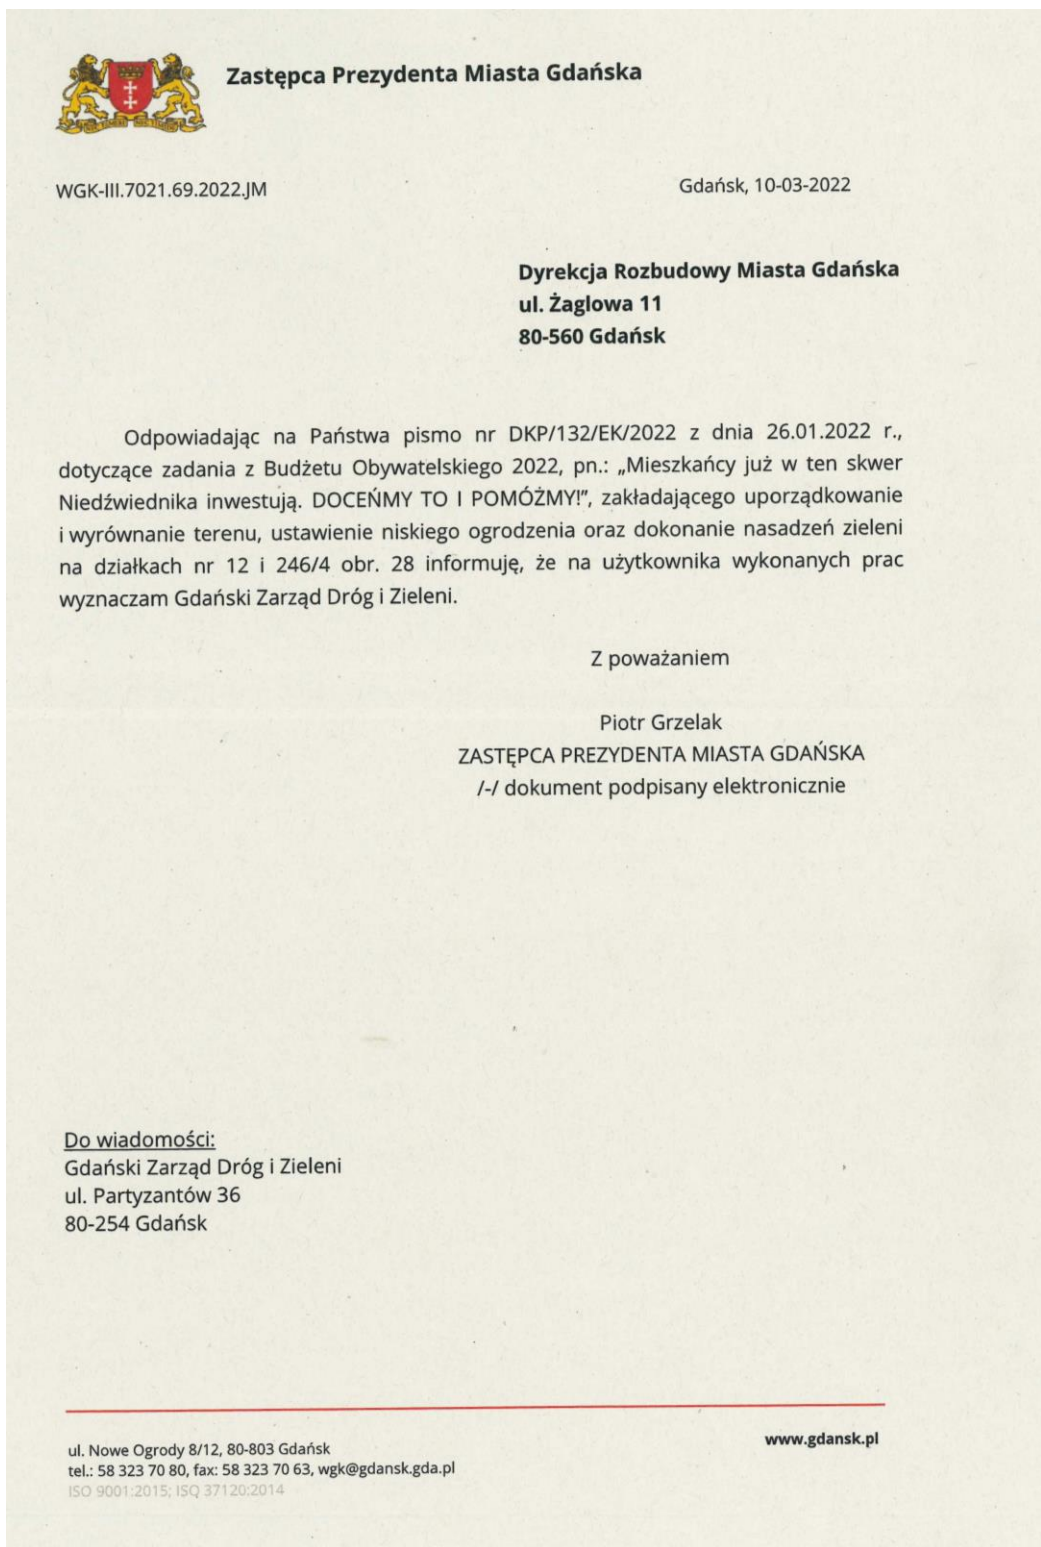 Zastępca Prezydenta Miasta Gdańska
WGK-III.7021.69.2022.JM
Gdańsk, 10-03-2022
Dyrekcja Rozbudowy Miasta Gdańska
ul. Żaglowa 11
80-560 Gdańsk
Odpowiadając na Państwa pismo nr DKP/132/EK/2022 z dnia 26.01.2022 r.,
dotyczące zadania z Budżetu Obywatelskiego 2022, pn.: „Mieszkańcy już w ten skwer
Niedźwiednika inwestują. DOCEŃMY TO I POMÓŻMY!”, zakładającego uporządkowanie
i wyrównanie terenu, ustawienie niskiego ogrodzenia oraz dokonanie nasadzeń zieleni
na działkach nr 12 i 246/4 obr. 28 informuję, że na użytkownika wykonanych prac
wyznaczam Gdański Zarząd Dróg i Zieleni.
Z poważaniem
Piotr Grzelak
ZASTĘPCA PREZYDENTA MIASTA GDAŃSKA
/-/ dokument podpisany elektronicznie
Do wiadomości:
Gdański Zarząd Dróg i Zieleni
ul. Partyzantów 36
80-254 Gdańsk
ul. Nowe Ogrody 8/12, 80-803 Gdańsk
tel.: 58 323 70 80, fax: 58 323 70 63, wgk@gdansk.gda.pl
ISO 9001:2015; ISQ 37120:2014
www.gdansk.pl